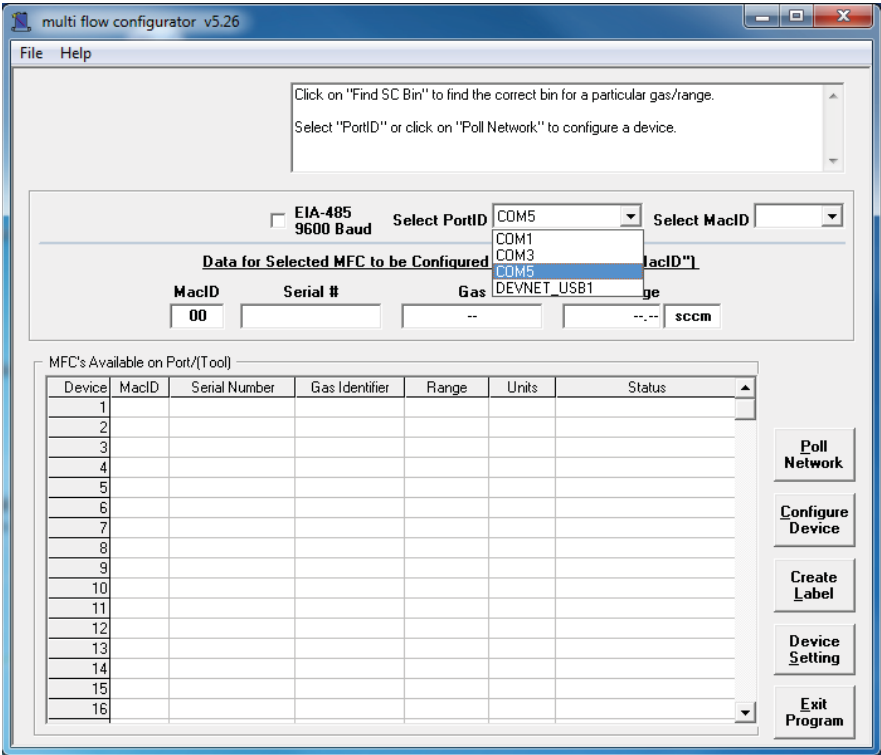 multi flow configurator v5.26
File Help
Click on "Find SC Bin" to find the correct bin for a particular gas/range.
Select "PortID" or click on "Poll Network" to configure a device.
EIA-485
9600 Baud
Select PortID COM5
Select MacID
COM1
COM3
COM5
DEVNET_USB1
Data for Selected MFC to be Configured
MacID Serial # Gas
00 -- --.-- sccm
MFC's Available on Port/(Tool)
Device MacID Serial Number Gas Identifier Range Units Status
1
2
3
4
5
6
7
8
9
10
11
12
13
14
15
16
Poll
Network
Configure
Device
Create
Label
Device
Setting
Exit
Program